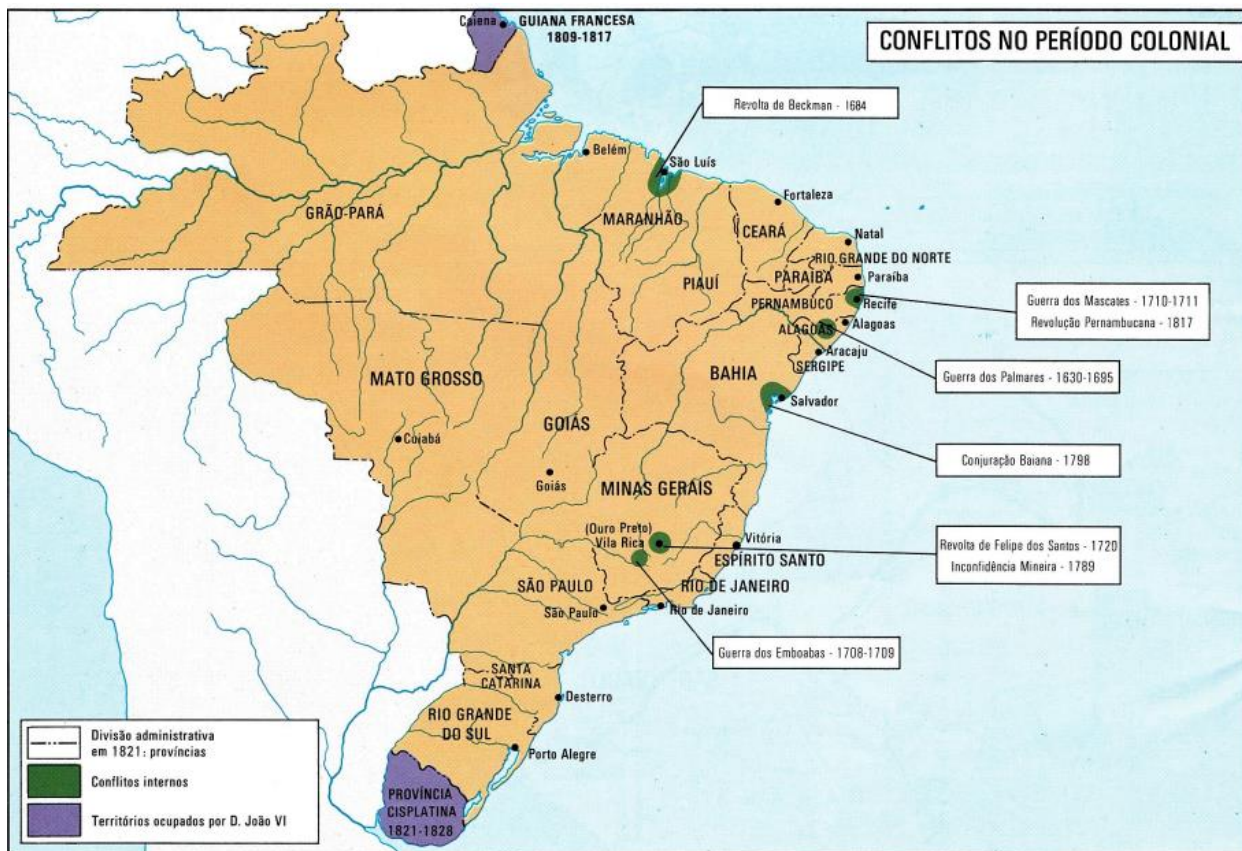 CONFLITOS NO PERÍODO COLONIAL
Caiena
GUIANA FRANCESA
1809-1817
Revolta de Beckman - 1684
Belém
São Luís
Fortaleza
GRÃO-PARÁ
MARANHÃO
CEARÁ
Natal
RIO GRANDE DO NORTE
PARAÍBA
Paraíba
PIAUÍ
PERNAMBUCO
Recife
Guerra dos Mascates - 1710-1711
Revolução Pernambucana - 1817
ALAGOAS
Alagoas
Aracaju
SERGIPE
Guerra dos Palmares - 1630-1695
MATO GROSSO
BAHIA
Salvador
GOIÁS
Cuiabá
Conjuração Baiana - 1798
Goiás
MINAS GERAIS
(Ouro Preto)
Vila Rica
Vitória
ESPÍRITO SANTO
Revolta de Felipe dos Santos - 1720
Inconfidência Mineira - 1789
SÃO PAULO
RIO DE JANEIRO
São Paulo
Rio de Janeiro
Guerra dos Emboabas - 1708-1709
SANTA
CATARINA
Desterro
RIO GRANDE
DO SUL
Porto Alegre
PROVÍNCIA
CISPLATINA
1821-1828
Divisão administrativa
em 1821: províncias
Conflitos internos
Territórios ocupados por D. João VI